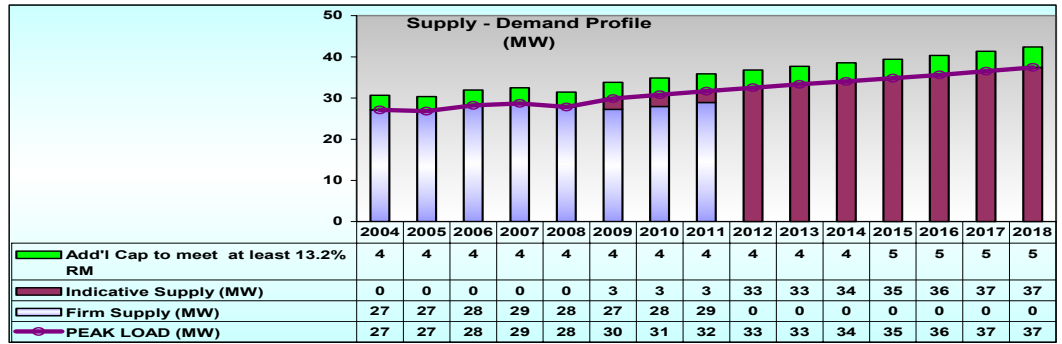 Supply - Demand Profile
(MW)
50
40
30
20
10
0
2004 2005 2006 2007 2008 2009 2010 2011 2012 2013 2014 2015 2016 2017 2018
Add'l Cap to meet at least 13.2% RM 4 4 4 4 4 4 4 4 4 4 4 5 5 5 5
Indicative Supply (MW) 0 0 0 0 0 3 3 3 33 33 34 35 36 37 37
Firm Supply (MW) 27 27 28 29 28 27 28 29 0 0 0 0 0 0 0
PEAK LOAD (MW) 27 27 28 29 28 30 31 32 33 33 34 35 36 37 37